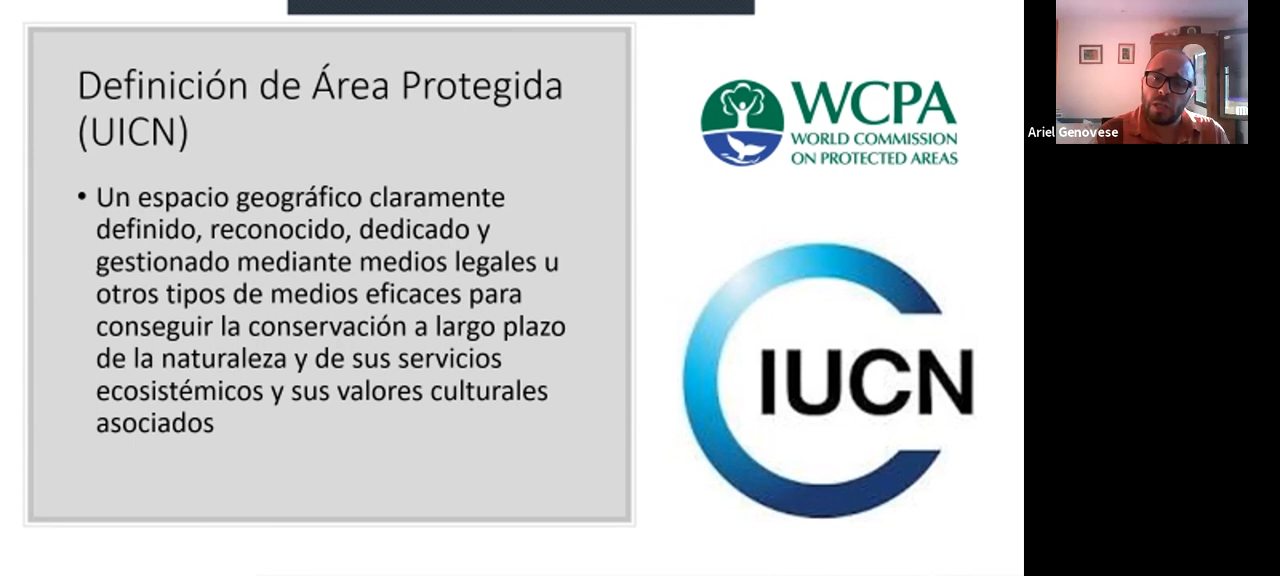 Definición de Área Protegida
(UICN)
• Un espacio geográfico claramente
definido, reconocido, dedicado y
gestionado mediante medios legales u
otros tipos de medios eficaces para
conseguir la conservación a largo plazo
de la naturaleza y de sus servicios
ecosistémicos y sus valores culturales
asociados
WCPA
WORLD COMMISSION
ON PROTECTED AREAS
IUCN
Ariel Genovese